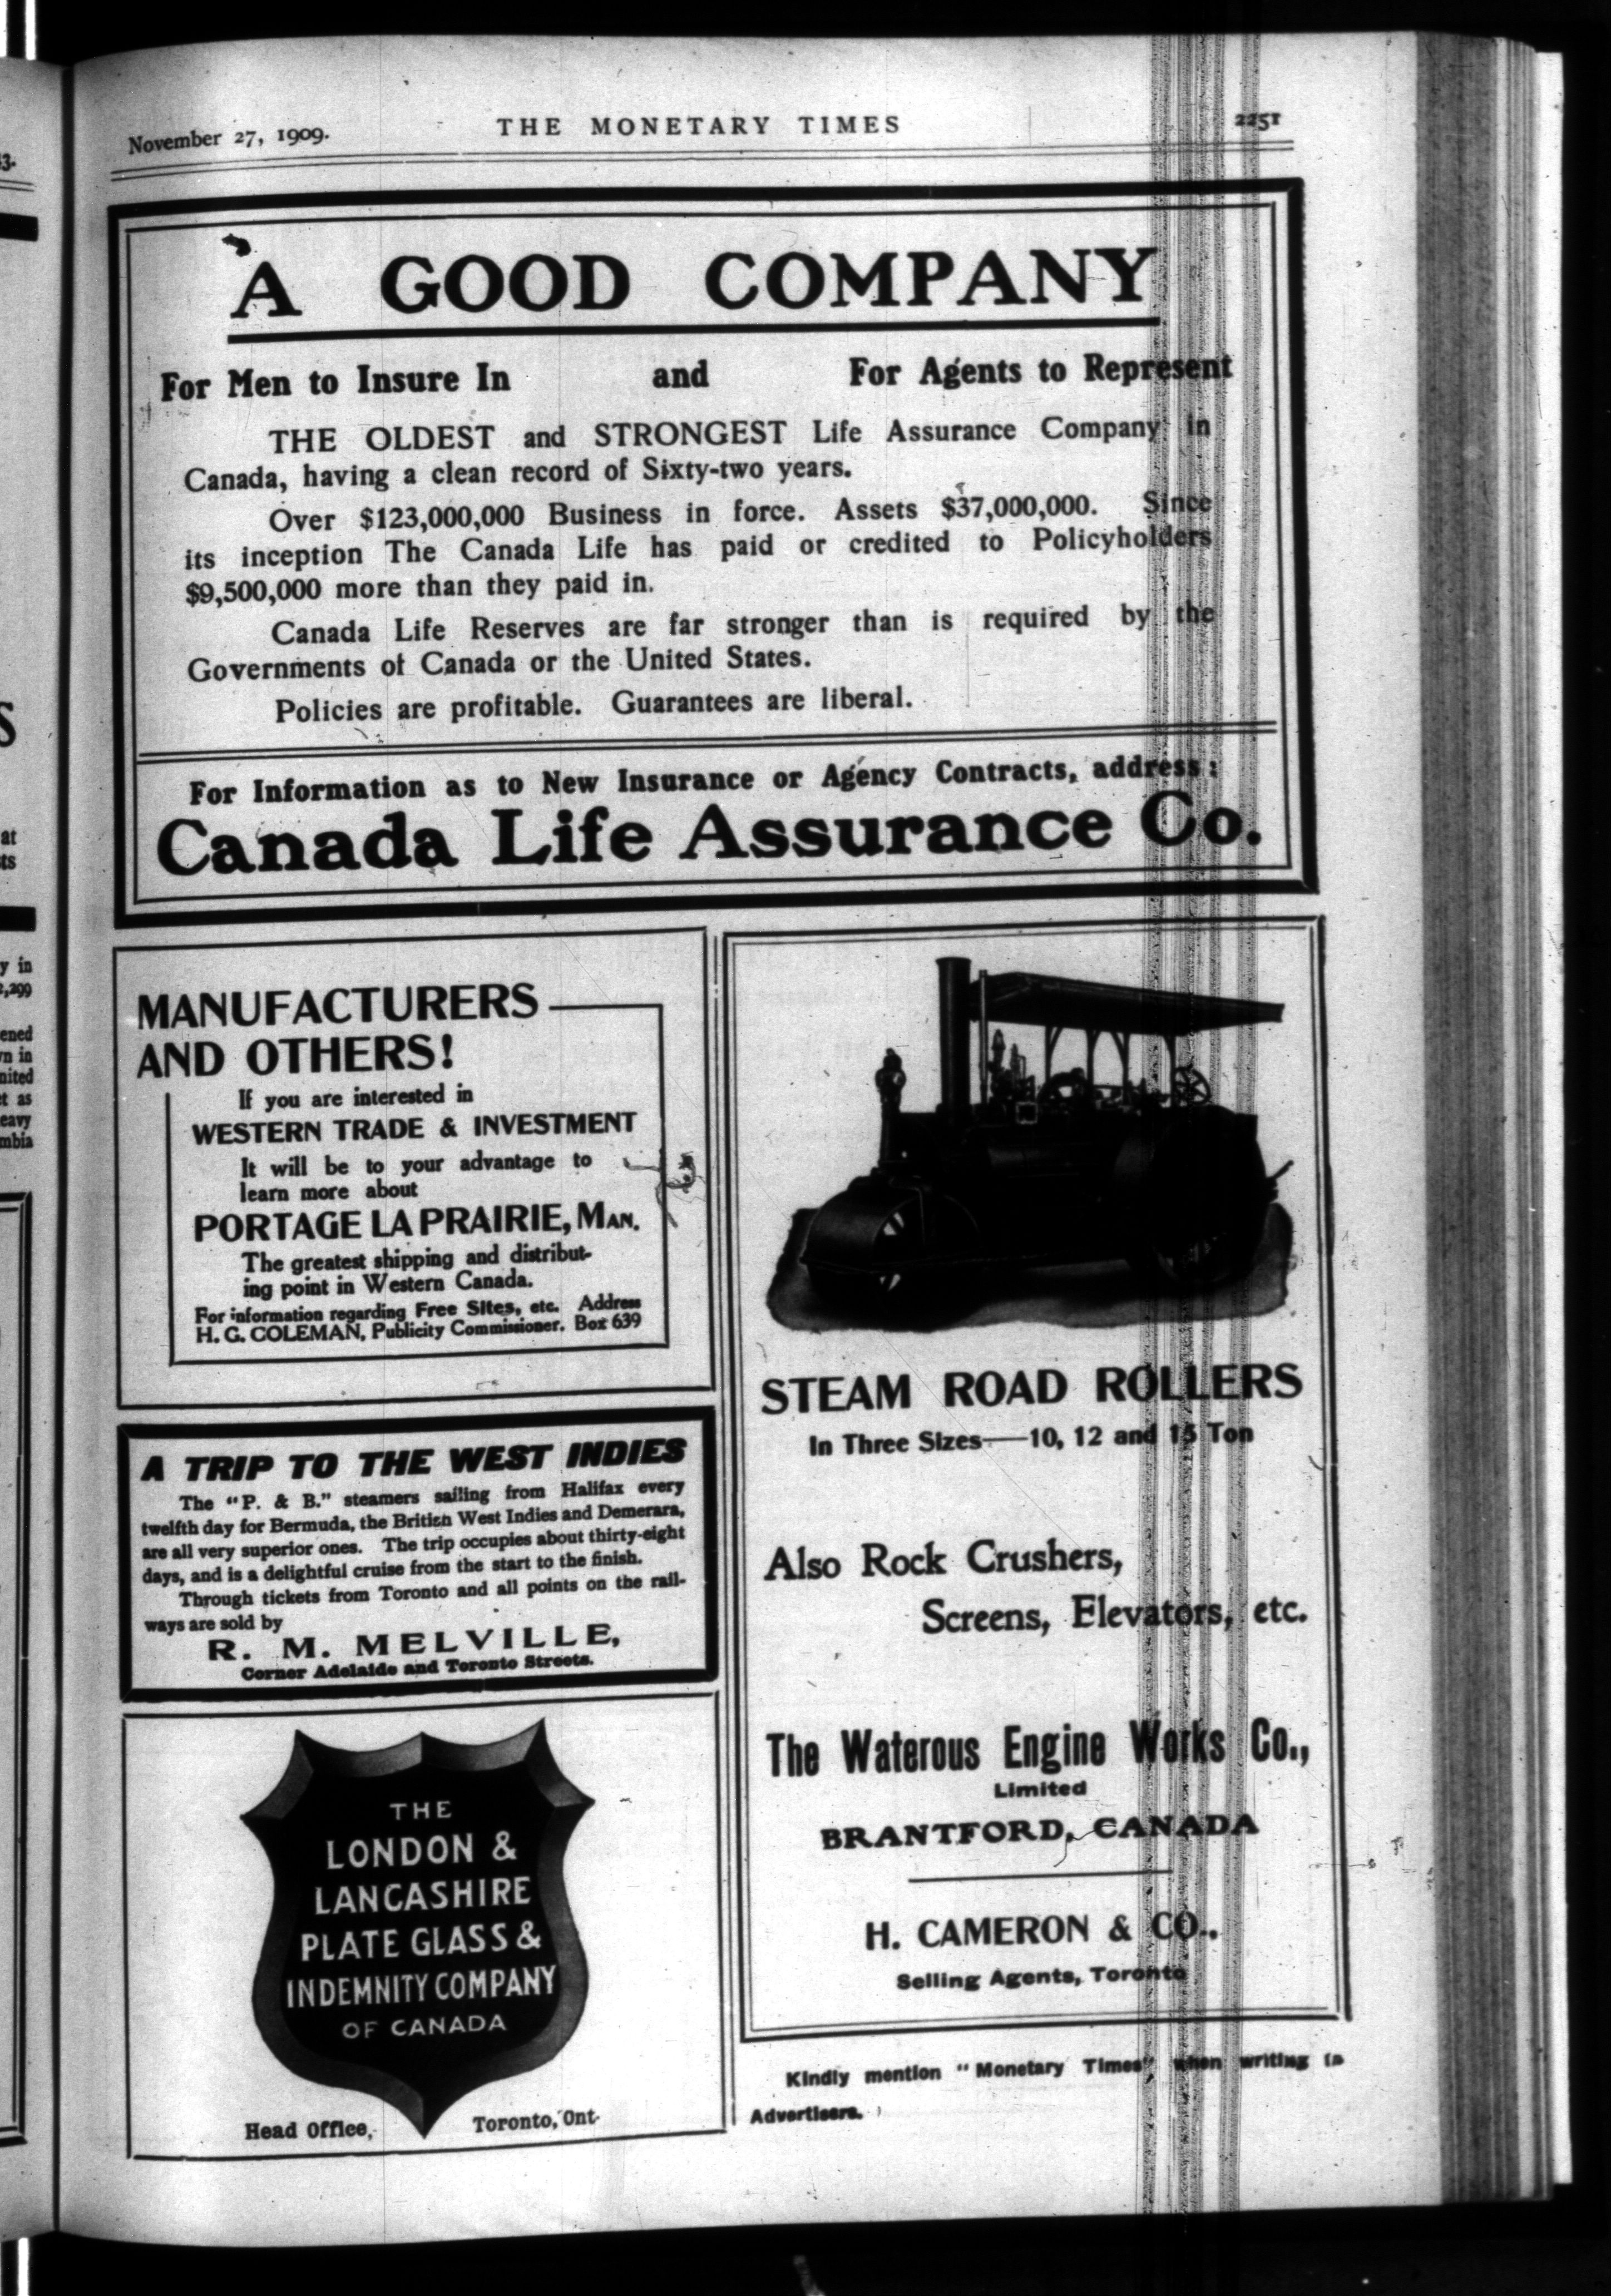 November 27, 1909.
THE MONETARY TIMES
2251
A GOOD COMPANY
For Men to Insure In and For Agents to Represent
THE OLDEST and STRONGEST Life Assurance Company in
Canada, having a clean record of Sixty-two years.
Over $123,000,000 Business in force. Assets $37,000,000. Since
its inception The Canada Life has paid or credited to Policyholders
$9,500,000 more than they paid in.
Canada Life Reserves are far stronger than is required by the
Governments of Canada or the United States.
Policies are profitable. Guarantees are liberal.
For Information as to New Insurance or Agency Contracts, address:
Canada Life Assurance Co.
MANUFACTURERS
AND OTHERS!
If you are interested in
WESTERN TRADE & INVESTMENT
It will be to your advantage to
learn more about
PORTAGE LA PRAIRIE, MAN.
The greatest shipping and distribut-
ing point in Western Canada.
For information regarding Free Sites, etc. Address
H. G. COLEMAN, Publicity Commissioner. Box 639
A TRIP TO THE WEST INDIES
The "P. & B." steamers sailing from Halifax every
twelfth day for Bermuda, the British West Indies and Demerara,
are all very superior ones. The trip occupies about thirty-eight
days, and is a delightful cruise from the start to the finish.
Through tickets from Toronto and all points on the rail-
ways are sold by
R. M. MELVILLE,
Corner Adelaide and Toronto Streets.
THE
LONDON &
LANCASHIRE
PLATE GLASS &
INDEMNITY COMPANY
OF CANADA
Head Office, Toronto, Ont.
STEAM ROAD ROLLERS
In Three Sizes—10, 12 and 15 Ton
Also Rock Crushers,
Screens, Elevators, etc.
The Waterous Engine Works Co.,
Limited
BRANTFORD, CANADA
H. CAMERON & CO.,
Selling Agents, Toronto
Kindly mention "Monetary Times" when writing to
Advertisers.